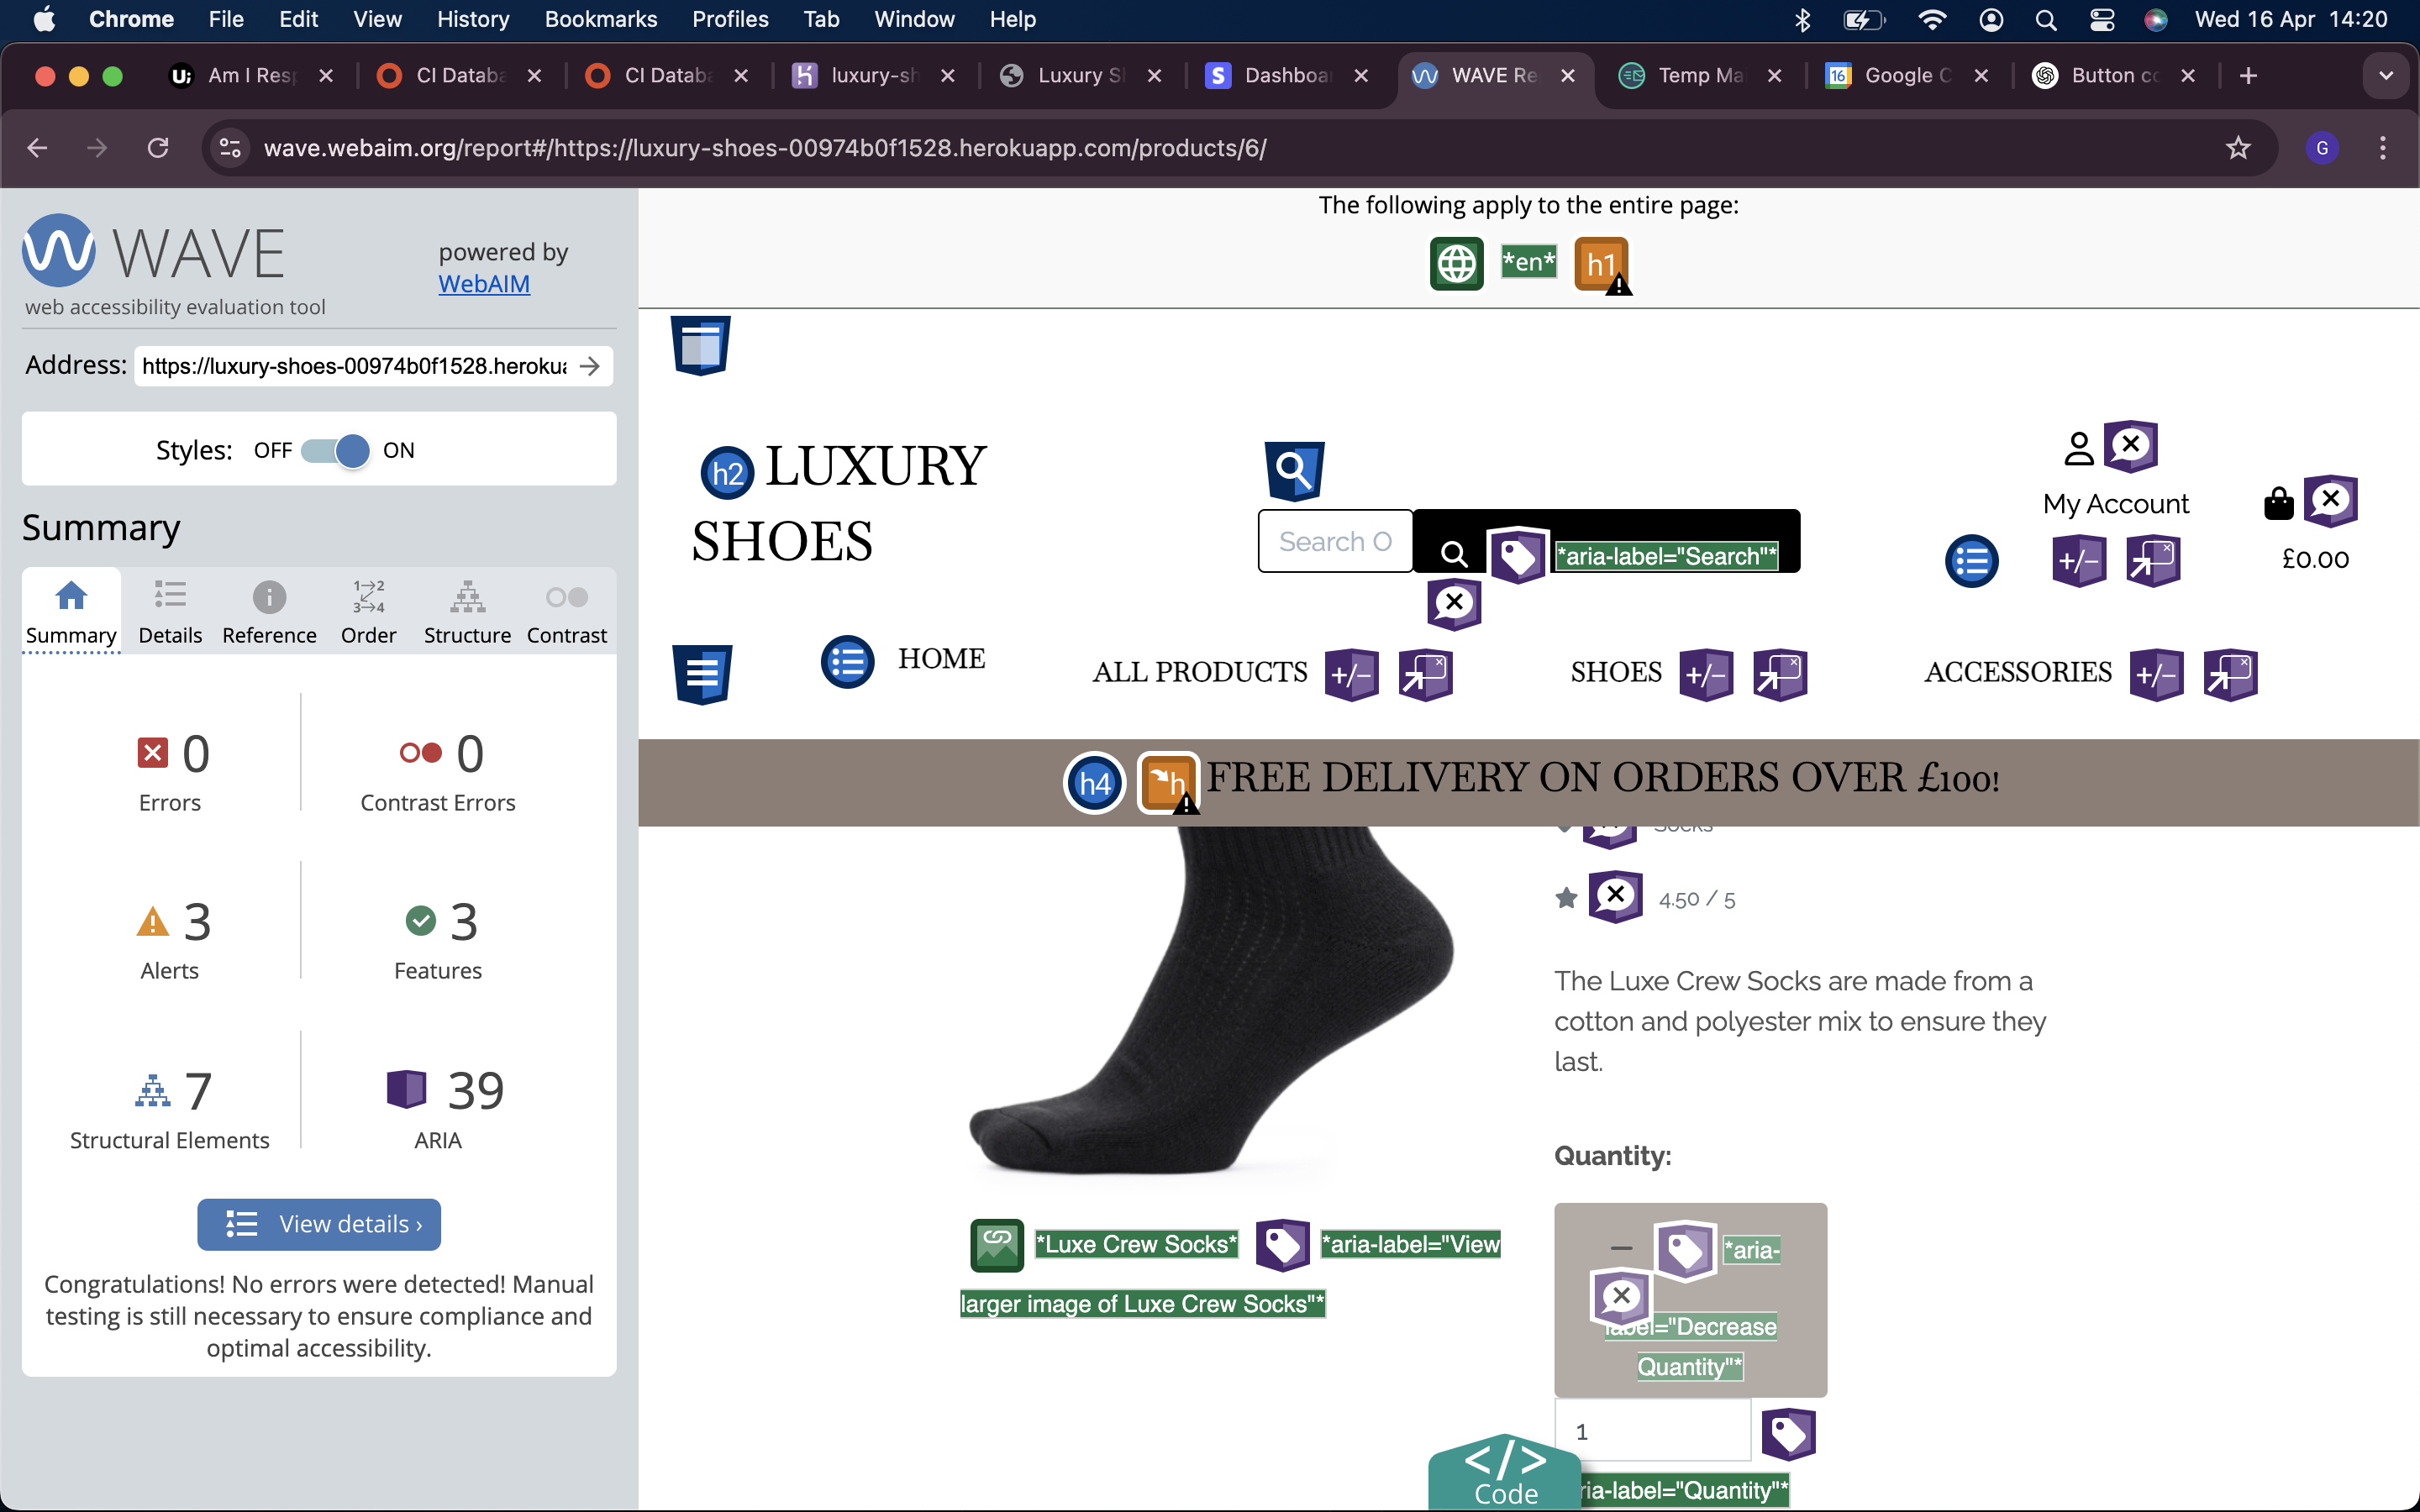 Chrome File Edit View History Bookmarks Profiles Tab Window Help Wed 16 Apr 14:20
Am I Resp CI Databa CI Databa luxury-sh Luxury S Dashboar WAVE Re Temp Ma Google C Button co
wave.webaim.org/report#/https://luxury-shoes-00974b0f1528.herokuapp.com/products/6/ G
WAVE
powered by
WebAIM
web accessibility evaluation tool
Address: https://luxury-shoes-00974b0f1528.heroku
Styles: OFF ON
Summary
Summary Details Reference Order Structure Contrast
0 Errors
0 Contrast Errors
3 Alerts
3 Features
7 Structural Elements
39 ARIA
View details ›
Congratulations! No errors were detected! Manual
testing is still necessary to ensure compliance and
optimal accessibility.
The following apply to the entire page:
*en* h1
h2 LUXURY
SHOES
Search O
*aria-label="Search"*
My Account
£0.00
HOME ALL PRODUCTS +/− SHOES +/− ACCESSORIES +/−
h4 h FREE DELIVERY ON ORDERS OVER £100!
Socks
4.50 / 5
The Luxe Crew Socks are made from a
cotton and polyester mix to ensure they
last.
Quantity:
*Luxe Crew Socks* *aria-label="View
larger image of Luxe Crew Socks"*
*aria-
label="Decrease
Quantity"*
1
ria-label="Quantity"*
</>
Code